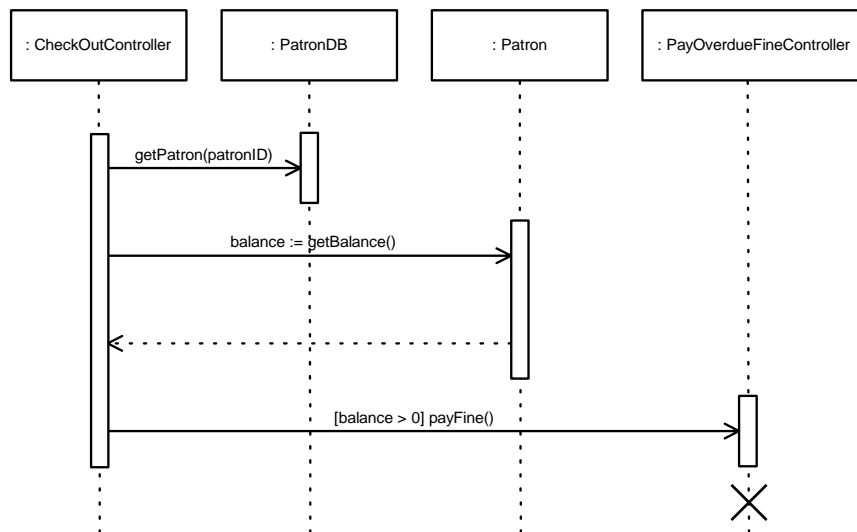 : CheckOutController
: PatronDB
: Patron
: PayOverdueFineController
getPatron(patronID)
balance := getBalance()
[balance > 0] payFine()